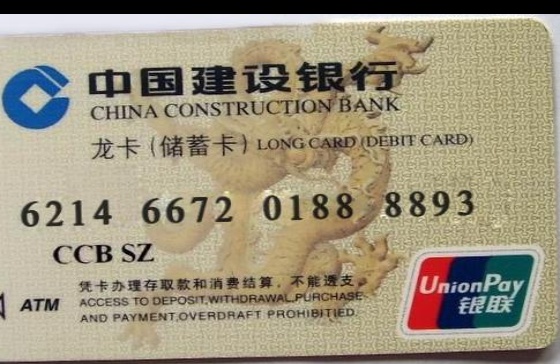 中国建设银行
CHINA CONSTRUCTION BANK
龙卡(储蓄卡) LONG CARD (DEBIT CARD)
6214 6672 0188 8893
CCB SZ
凭卡办理存取款和消费结算，不能透支。
ATM ACCESS TO DEPOSIT,WITHDRAWAL,PURCHASE
AND PAYMENT,OVERDRAFT PROHIBITIED.
UnionPay
银联